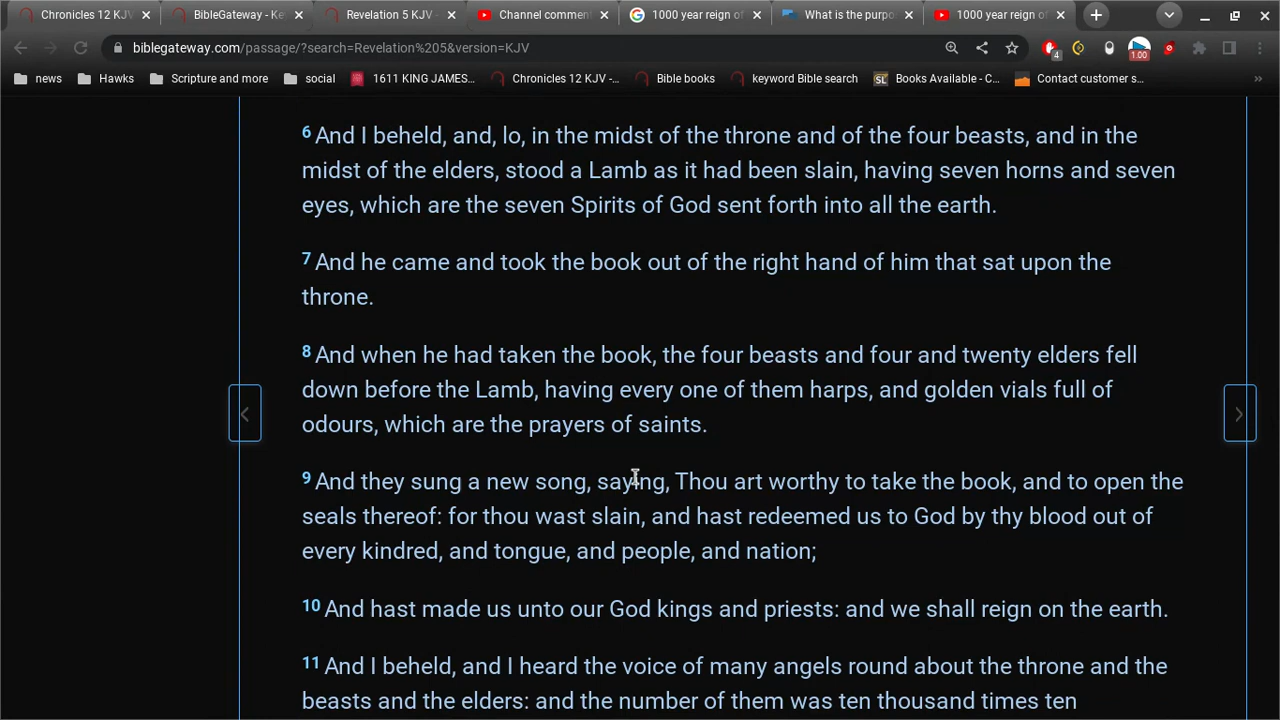 Chronicles 12 KJV
BibleGateway - Ke
Revelation 5 KJV -
Channel commen
1000 year reign of
What is the purpo
1000 year reign of
biblegateway.com/passage/?search=Revelation%205&version=KJV
4
1.00
news
Hawks
Scripture and more
social
1611 KING JAMES...
Chronicles 12 KJV -...
Bible books
keyword Bible search
SL
Books Available - C...
Contact customer s...
6 And I beheld, and, lo, in the midst of the throne and of the four beasts, and in the
midst of the elders, stood a Lamb as it had been slain, having seven horns and seven
eyes, which are the seven Spirits of God sent forth into all the earth.
7 And he came and took the book out of the right hand of him that sat upon the
throne.
8 And when he had taken the book, the four beasts and four and twenty elders fell
down before the Lamb, having every one of them harps, and golden vials full of
odours, which are the prayers of saints.
9 And they sung a new song, saying, Thou art worthy to take the book, and to open the
seals thereof: for thou wast slain, and hast redeemed us to God by thy blood out of
every kindred, and tongue, and people, and nation;
10 And hast made us unto our God kings and priests: and we shall reign on the earth.
11 And I beheld, and I heard the voice of many angels round about the throne and the
beasts and the elders: and the number of them was ten thousand times ten